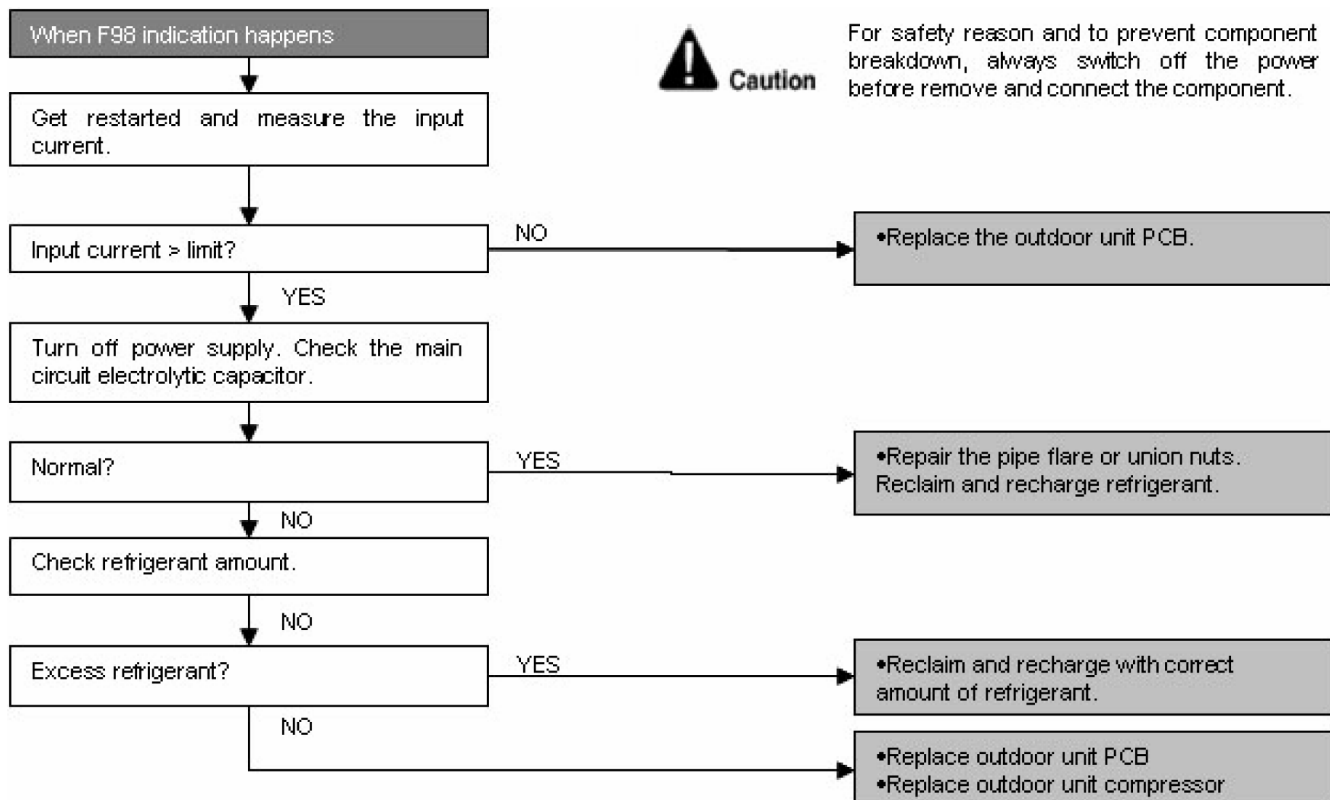 When F98 indication happens
Caution
For safety reason and to prevent component
breakdown, always switch off the power
before remove and connect the component.
Get restarted and measure the input
current.
Input current > limit?
NO
•Replace the outdoor unit PCB.
YES
Turn off power supply. Check the main
circuit electrolytic capacitor.
Normal?
YES
•Repair the pipe flare or union nuts.
Reclaim and recharge refrigerant.
NO
Check refrigerant amount.
NO
Excess refrigerant?
YES
•Reclaim and recharge with correct
amount of refrigerant.
NO
•Replace outdoor unit PCB
•Replace outdoor unit compressor